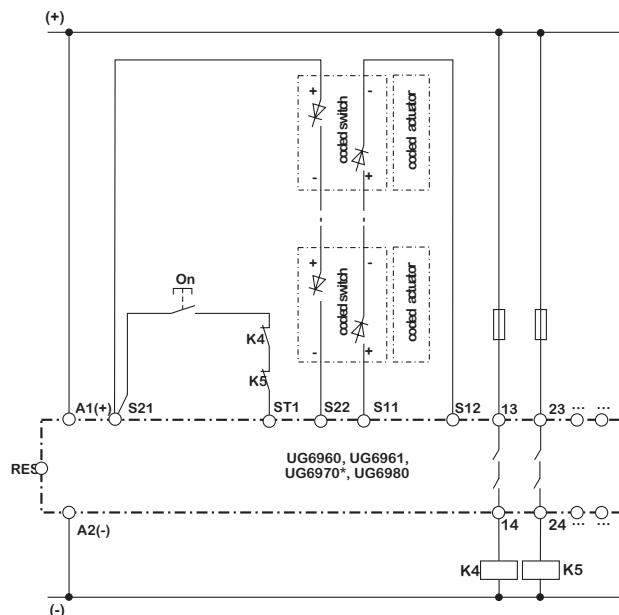 (+)
+
-
coded switch
coded actuator
-
+
+
-
coded switch
coded actuator
-
+
On
K4
K5
A1(+)
S21
ST1
S22
S11
S12
13
23
...
...
UG6960, UG6961,
UG6970*, UG6980
RES
A2(-)
14
24
...
...
K4
K5
(-)